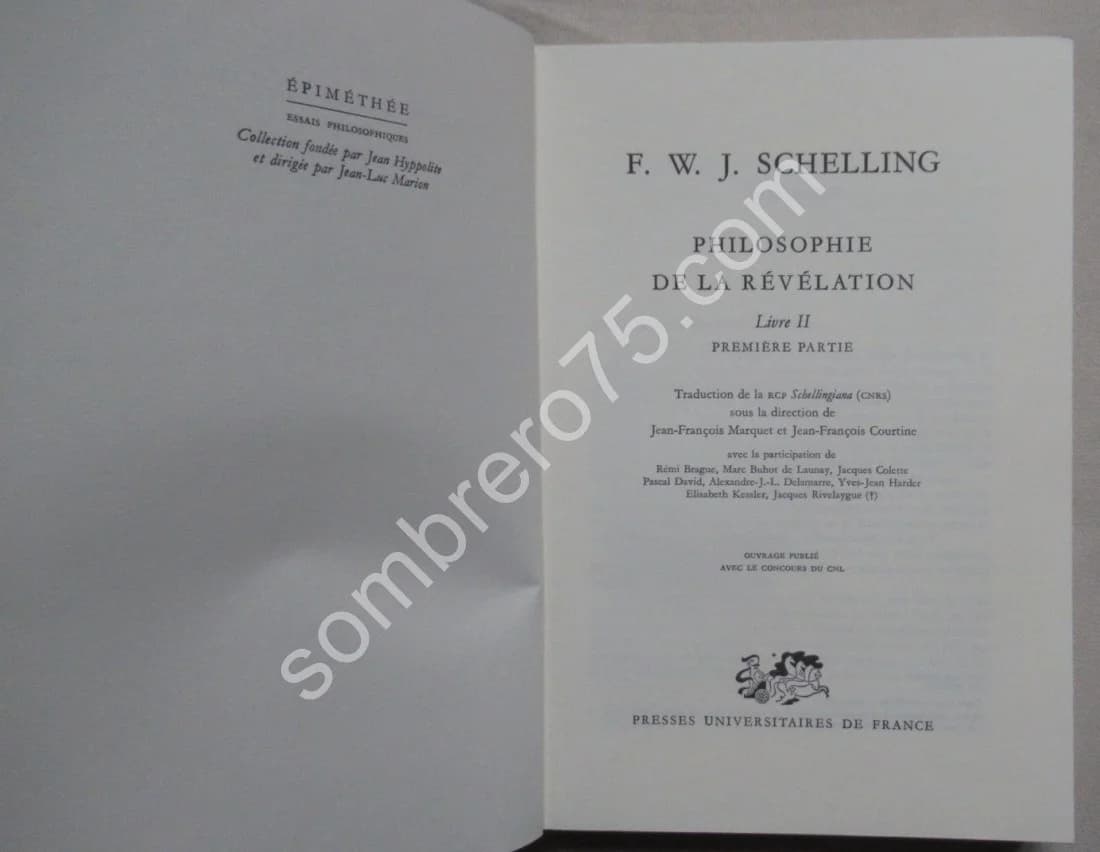 ÉPIMÉTHÉE
ESSAIS PHILOSOPHIQUES
Collection fondée par Jean Hyppolite
et dirigée par Jean-Luc Marion
F. W. J. SCHELLING
PHILOSOPHIE
DE LA RÉVÉLATION
Livre II
PREMIÈRE PARTIE
Traduction de la RCP Schellingiana (CNRS)
sous la direction de
Jean-François Marquet et Jean-François Courtine
avec la participation de
Rémi Brague, Marc Buhot de Launay, Jacques Colette
Pascal David, Alexandre-J.-L. Delamarre, Yves-Jean Harder
Elisabeth Kessler, Jacques Rivelaygue (†)
OUVRAGE PUBLIÉ
AVEC LE CONCOURS DU CNL
PRESSES UNIVERSITAIRES DE FRANCE
sombrero75.com